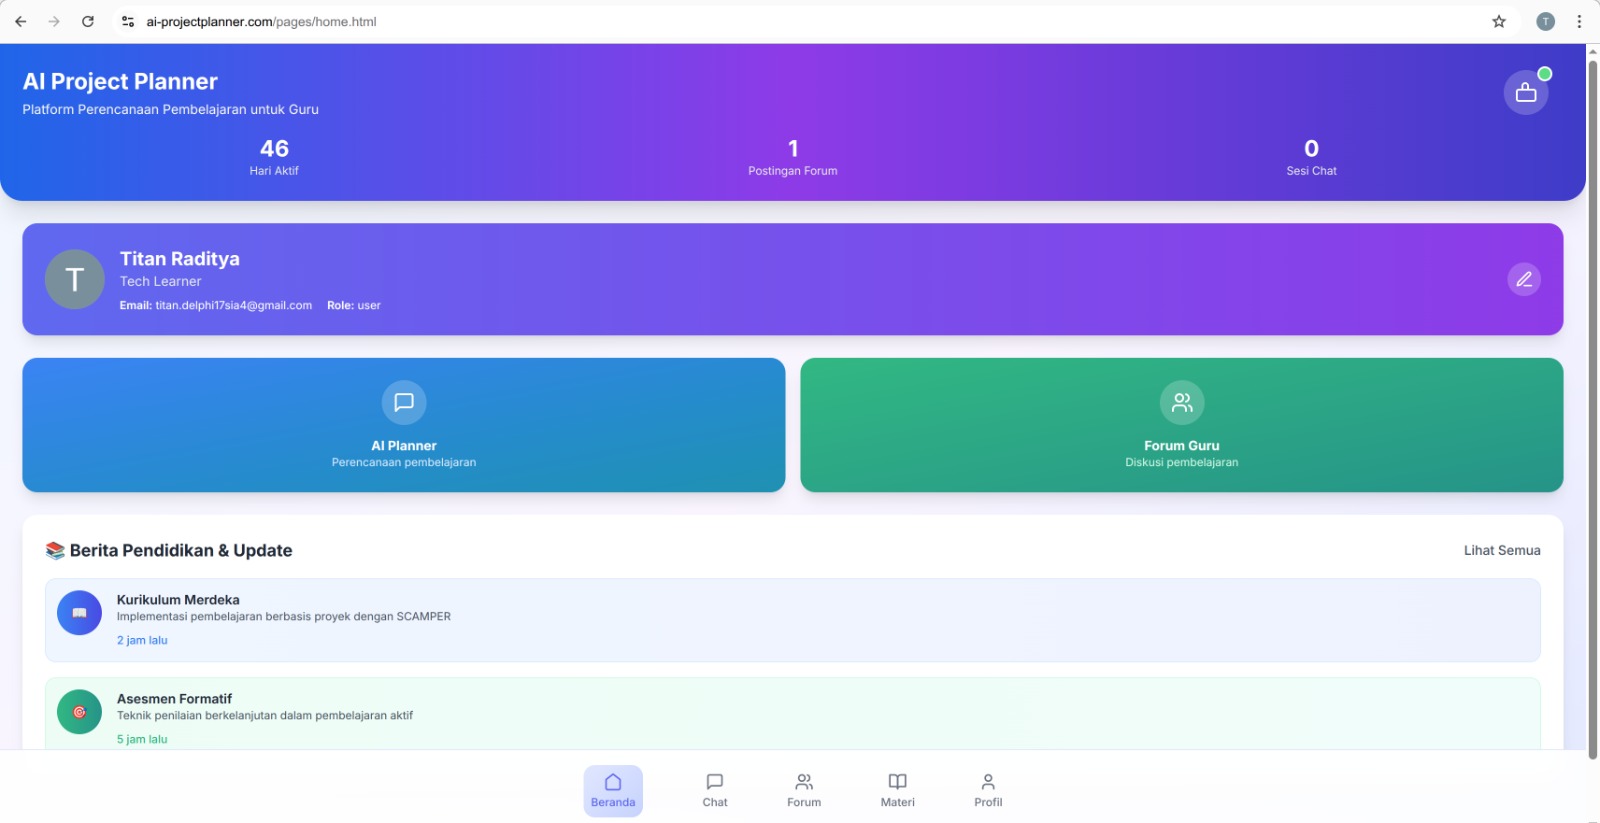 ai-projectplanner.com/pages/home.html
T
AI Project Planner
Platform Perencanaan Pembelajaran untuk Guru
46
Hari Aktif
1
Postingan Forum
0
Sesi Chat
T
Titan Raditya
Tech Learner
Email: titan.delphi17sia4@gmail.com Role: user
AI Planner
Perencanaan pembelajaran
Forum Guru
Diskusi pembelajaran
📚 Berita Pendidikan & Update
Lihat Semua
Kurikulum Merdeka
Implementasi pembelajaran berbasis proyek dengan SCAMPER
2 jam lalu
Asesmen Formatif
Teknik penilaian berkelanjutan dalam pembelajaran aktif
5 jam lalu
Beranda
Chat
Forum
Materi
Profil